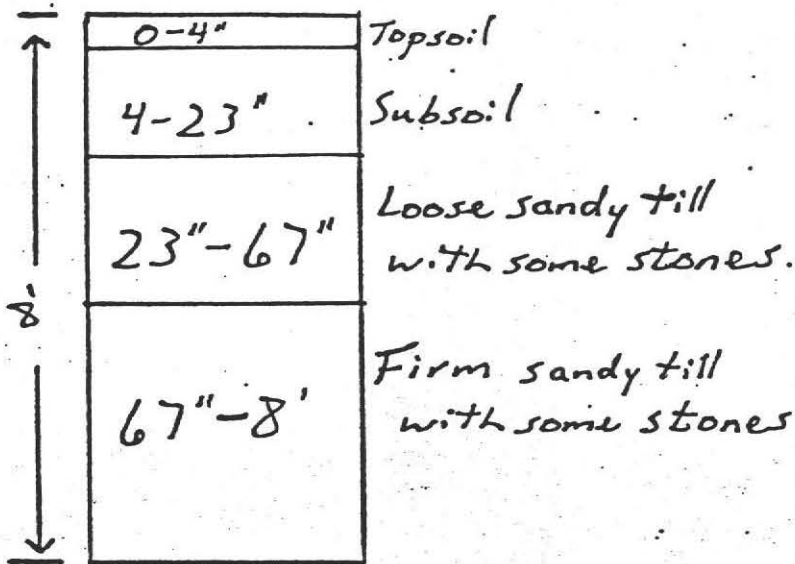 0-4" Topsoil
4-23" Subsoil
23"-67" Loose sandy till
with some stones.
8'
67"-8' Firm sandy till
with some stones